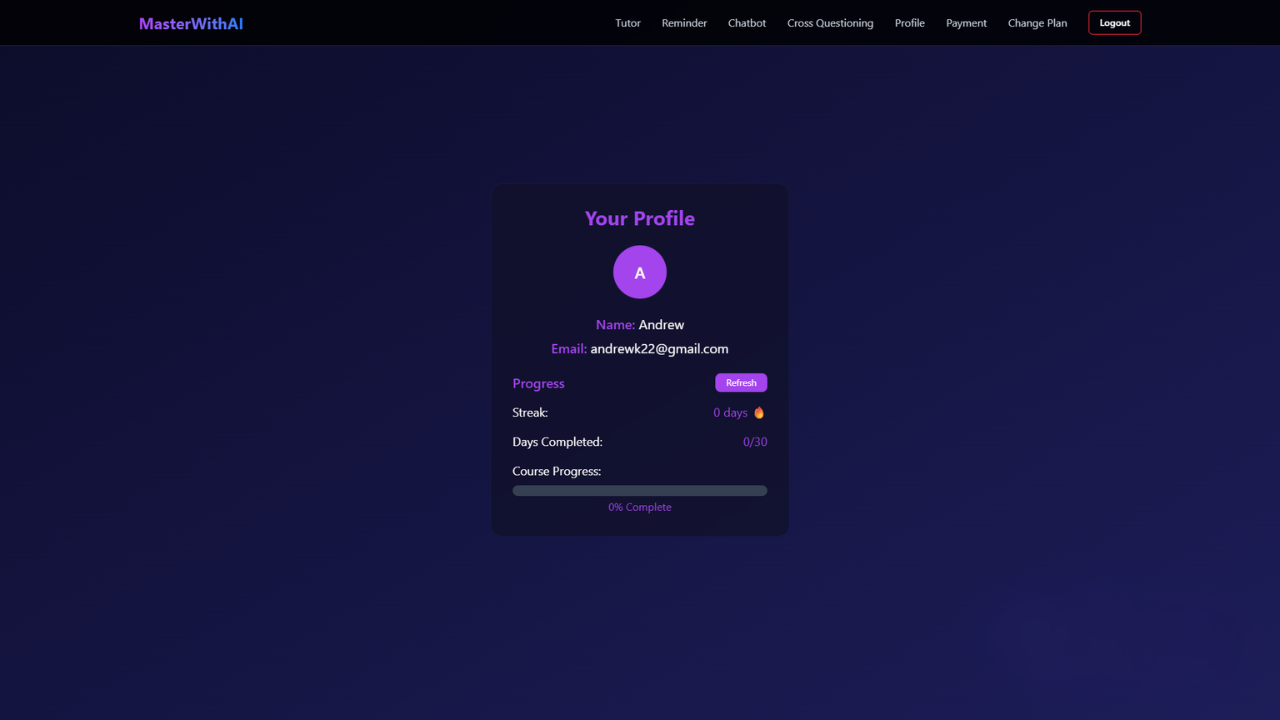 MasterWithAI Tutor Reminder Chatbot Cross Questioning Profile Payment Change Plan Logout
Your Profile
A
Name: Andrew
Email: andrewk22@gmail.com
Progress Refresh
Streak: 0 days 🔥
Days Completed: 0/30
Course Progress:
0% Complete